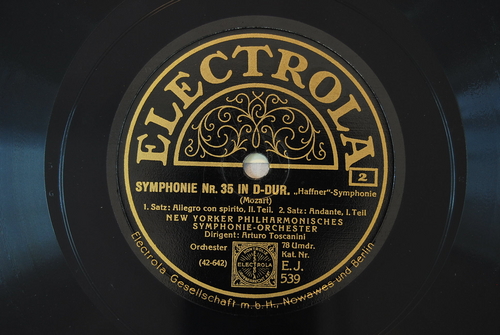 ELECTROLA
2
SYMPHONIE Nr. 35 IN D-DUR. „Haffner"-Symphonie
(Mozart)
1. Satz: Allegro con spirito, II. Teil. 2. Satz: Andante, I. Teil
NEW YORKER PHILHARMONISCHES
SYMPHONIE-ORCHESTER
Dirigent: Arturo Toscanini
Orchester
(42-642)
ELECTROLA
78 Umdr.
Kat. Nr.
E.J.
539
Electrola Gesellschaft m.b.H., Nowawes und Berlin